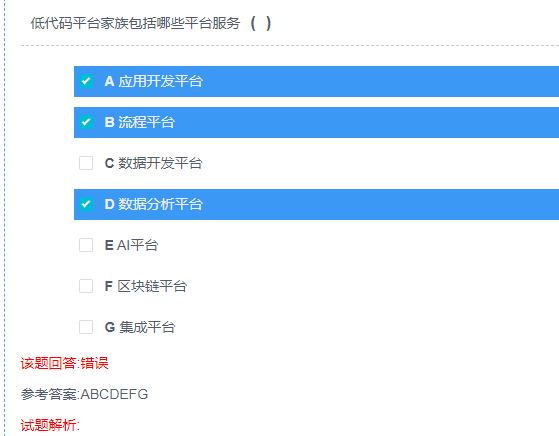 低代码平台家族包括哪些平台服务 ( )
A 应用开发平台
B 流程平台
C 数据开发平台
D 数据分析平台
E AI平台
F 区块链平台
G 集成平台
该题回答:错误
参考答案:ABCDEFG
试题解析: